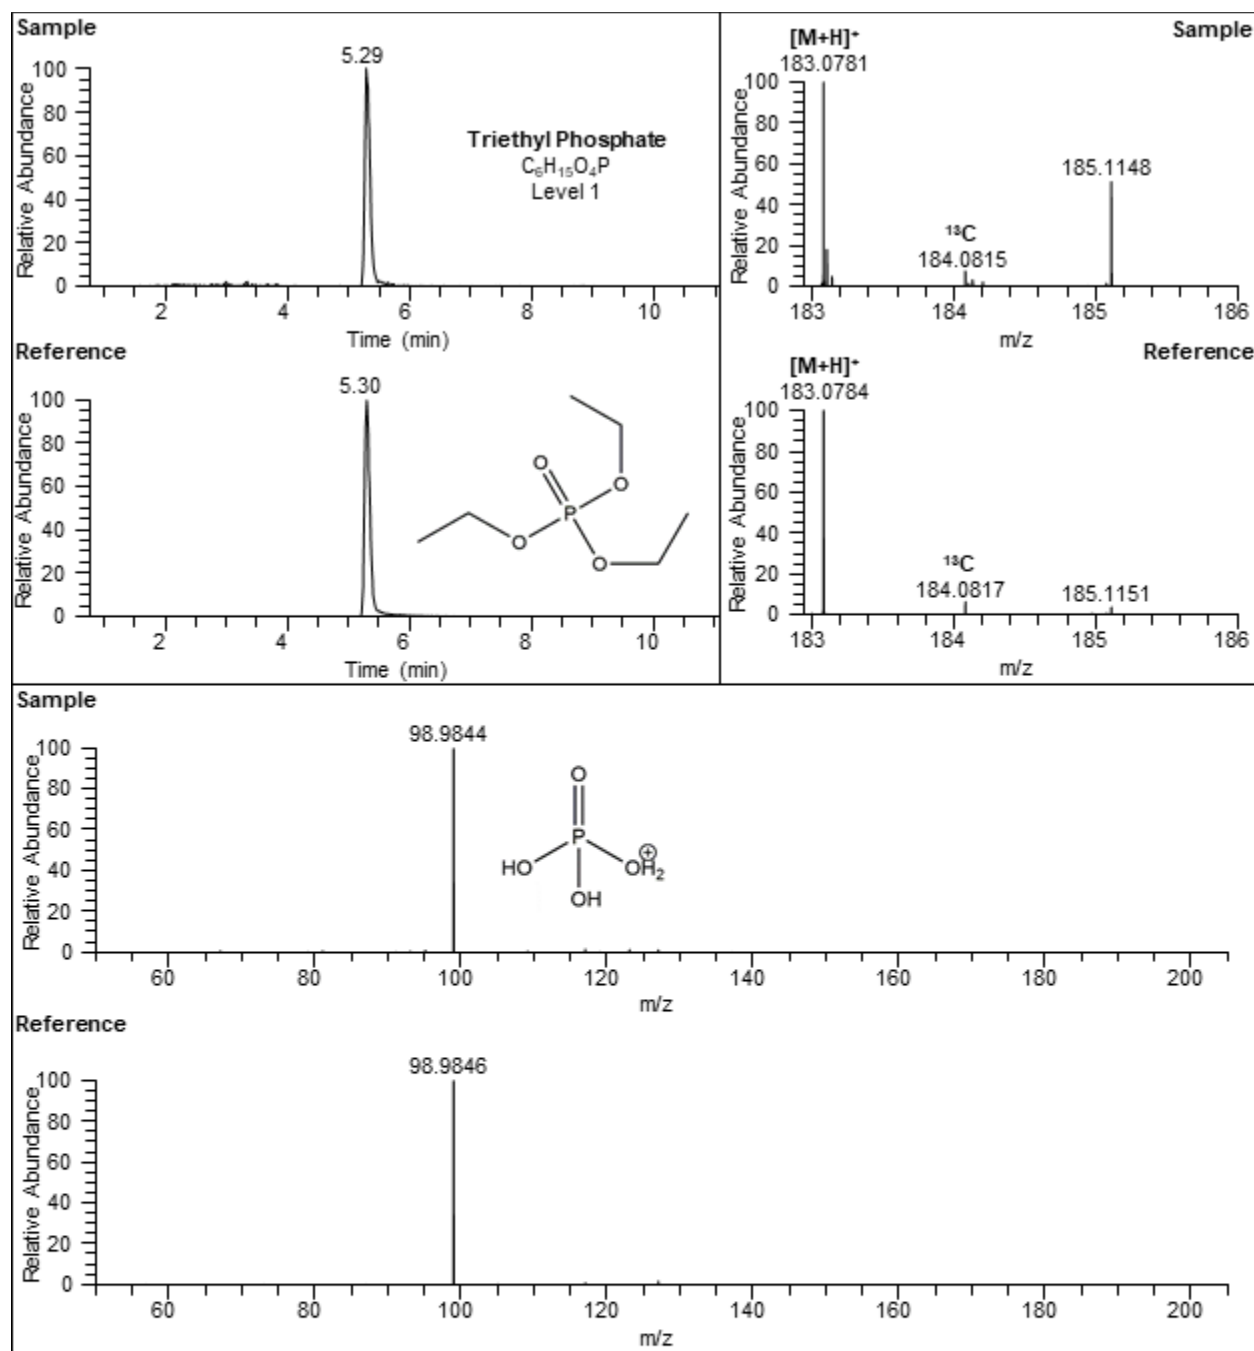 Sample
5.29
100
80
60
40
20
0
Relative Abundance
Triethyl Phosphate
C₆H₁₅O₄P
Level 1
2 4 6 8 10
Time (min)
Sample
[M+H]⁺
183.0781
100
80
60
40
20
0
Relative Abundance
185.1148
¹³C
184.0815
183 184 185 186
m/z
Reference
5.30
100
80
60
40
20
0
Relative Abundance
O
O
P
O
O
2 4 6 8 10
Time (min)
Reference
[M+H]⁺
183.0784
100
80
60
40
20
0
Relative Abundance
¹³C
184.0817
185.1151
183 184 185 186
m/z
Sample
98.9844
100
80
60
40
20
0
Relative Abundance
O
P
HO
OH₂
⊕
OH
60 80 100 120 140 160 180 200
m/z
Reference
98.9846
100
80
60
40
20
0
Relative Abundance
60 80 100 120 140 160 180 200
m/z